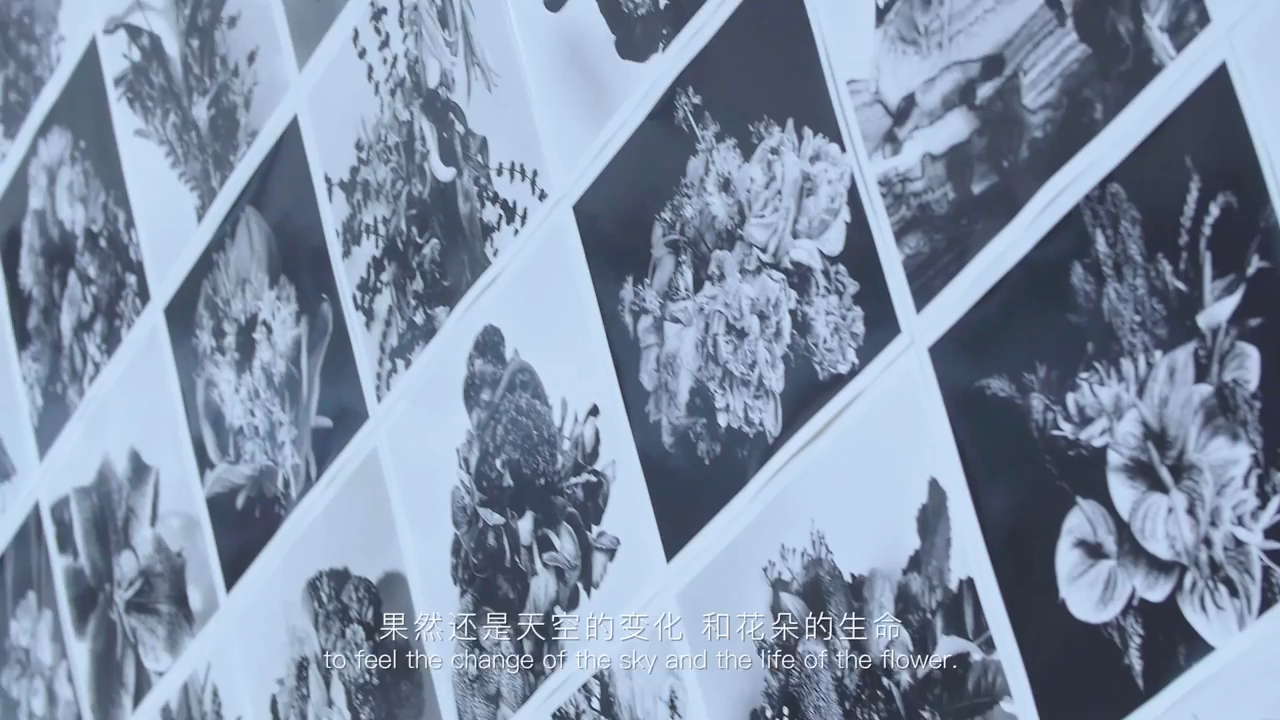 果然还是天空的变化 和花朵的生命
to feel the change of the sky and the life of the flower.